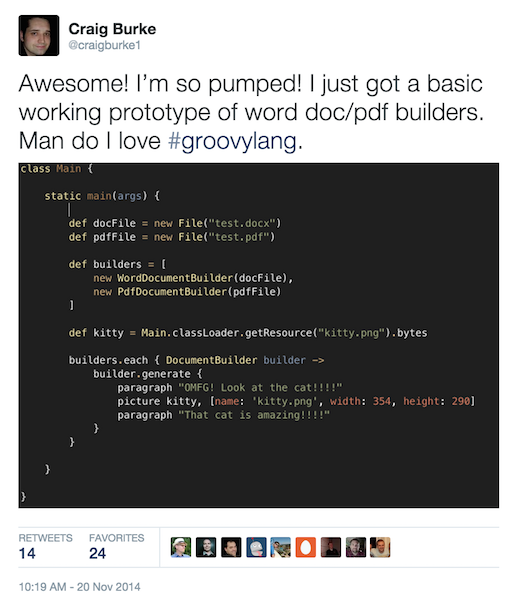 Craig Burke
@craigburke1
Awesome! I'm so pumped! I just got a basic
working prototype of word doc/pdf builders.
Man do I love #groovylang.
class Main {
static main(args) {
def docFile = new File("test.docx")
def pdfFile = new File("test.pdf")
def builders = [
new WordDocumentBuilder(docFile),
new PdfDocumentBuilder(pdfFile)
]
def kitty = Main.classLoader.getResource("kitty.png").bytes
builders.each { DocumentBuilder builder ->
builder.generate {
paragraph "OMFG! Look at the cat!!!!"
picture kitty, [name: 'kitty.png', width: 354, height: 290]
paragraph "That cat is amazing!!!!"
}
}
}
}
RETWEETS FAVORITES
14 24
10:19 AM - 20 Nov 2014